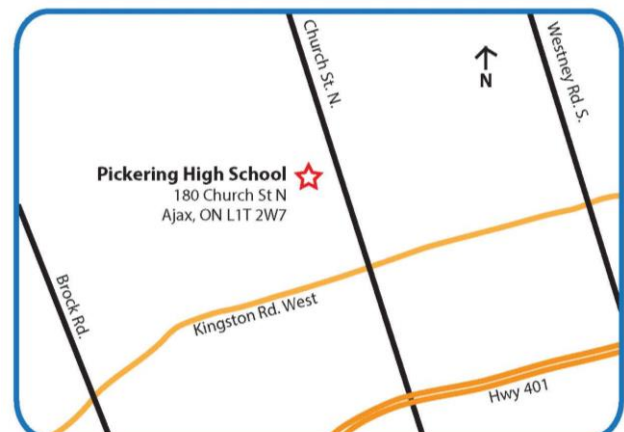 Church St. N.
Westney Rd. S.
N
Pickering High School
180 Church St N
Ajax, ON L1T 2W7
Brock Rd.
Kingston Rd. West
Hwy 401